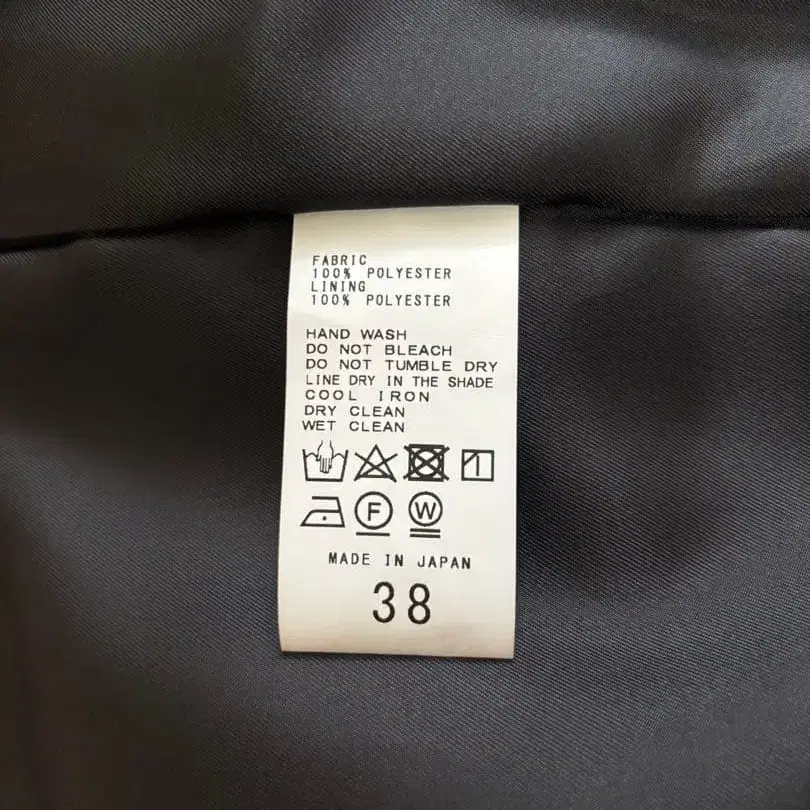 FABRIC
100% POLYESTER
LINING
100% POLYESTER
HAND WASH
DO NOT BLEACH
DO NOT TUMBLE DRY
LINE DRY IN THE SHADE
COOL IRON
DRY CLEAN
WET CLEAN
F W
MADE IN JAPAN
38